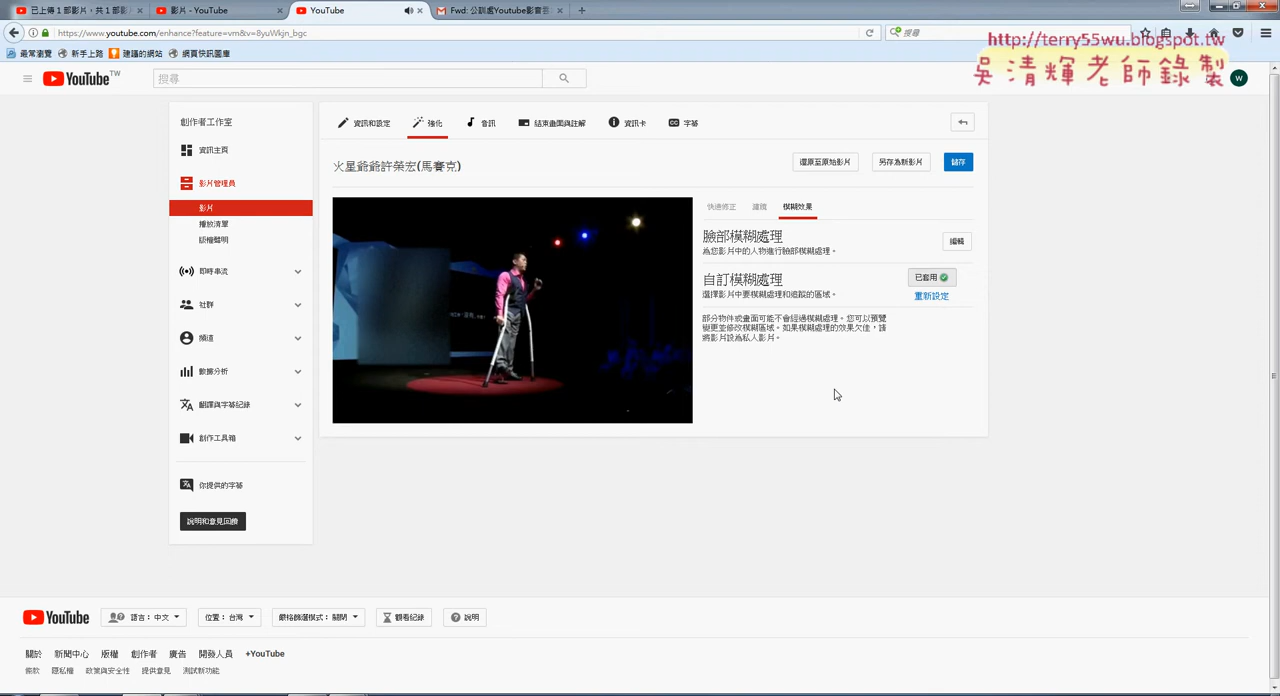 已上傳 1 部影片，共 1 部影
影片 - YouTube
YouTube
Fwd: 公訓處Youtube影音
https://www.youtube.com/enhance?feature=vm&v=8yuWkjn_bgc
搜尋
最常瀏覽
新手上路
建議的網站
網頁快訊圖庫
http://terry55wu.blogspot.tw
吳清輝老師錄製
YouTube TW
搜尋
W
創作者工作室
資訊主頁
影片管理員
影片
播放清單
版權聲明
即時串流
社群
頻道
數據分析
翻譯與字幕紀錄
創作工具箱
你提供的字幕
說明和意見回饋
資訊和設定
強化
音訊
結束畫面與註解
資訊卡
CC 字幕
火星爺爺許榮宏(馬賽克)
還原至原始影片
另存為新影片
儲存
快速修正
濾鏡
模糊效果
臉部模糊處理
為您影片中的人物進行臉部模糊處理。
編輯
自訂模糊處理
選擇影片中要模糊處理和追蹤的區域。
已套用
重新設定
部分物件或畫面可能不會經過模糊處理。您可以預覽
變更並修改模糊區域。如果模糊處理的效果欠佳，請
將影片設為私人影片。
YouTube
語言：中文
位置：台灣
嚴格篩選模式：關閉
觀看紀錄
說明
關於
新聞中心
版權
創作者
廣告
開發人員
+YouTube
條款
隱私權
政策與安全性
提供意見
測試新功能